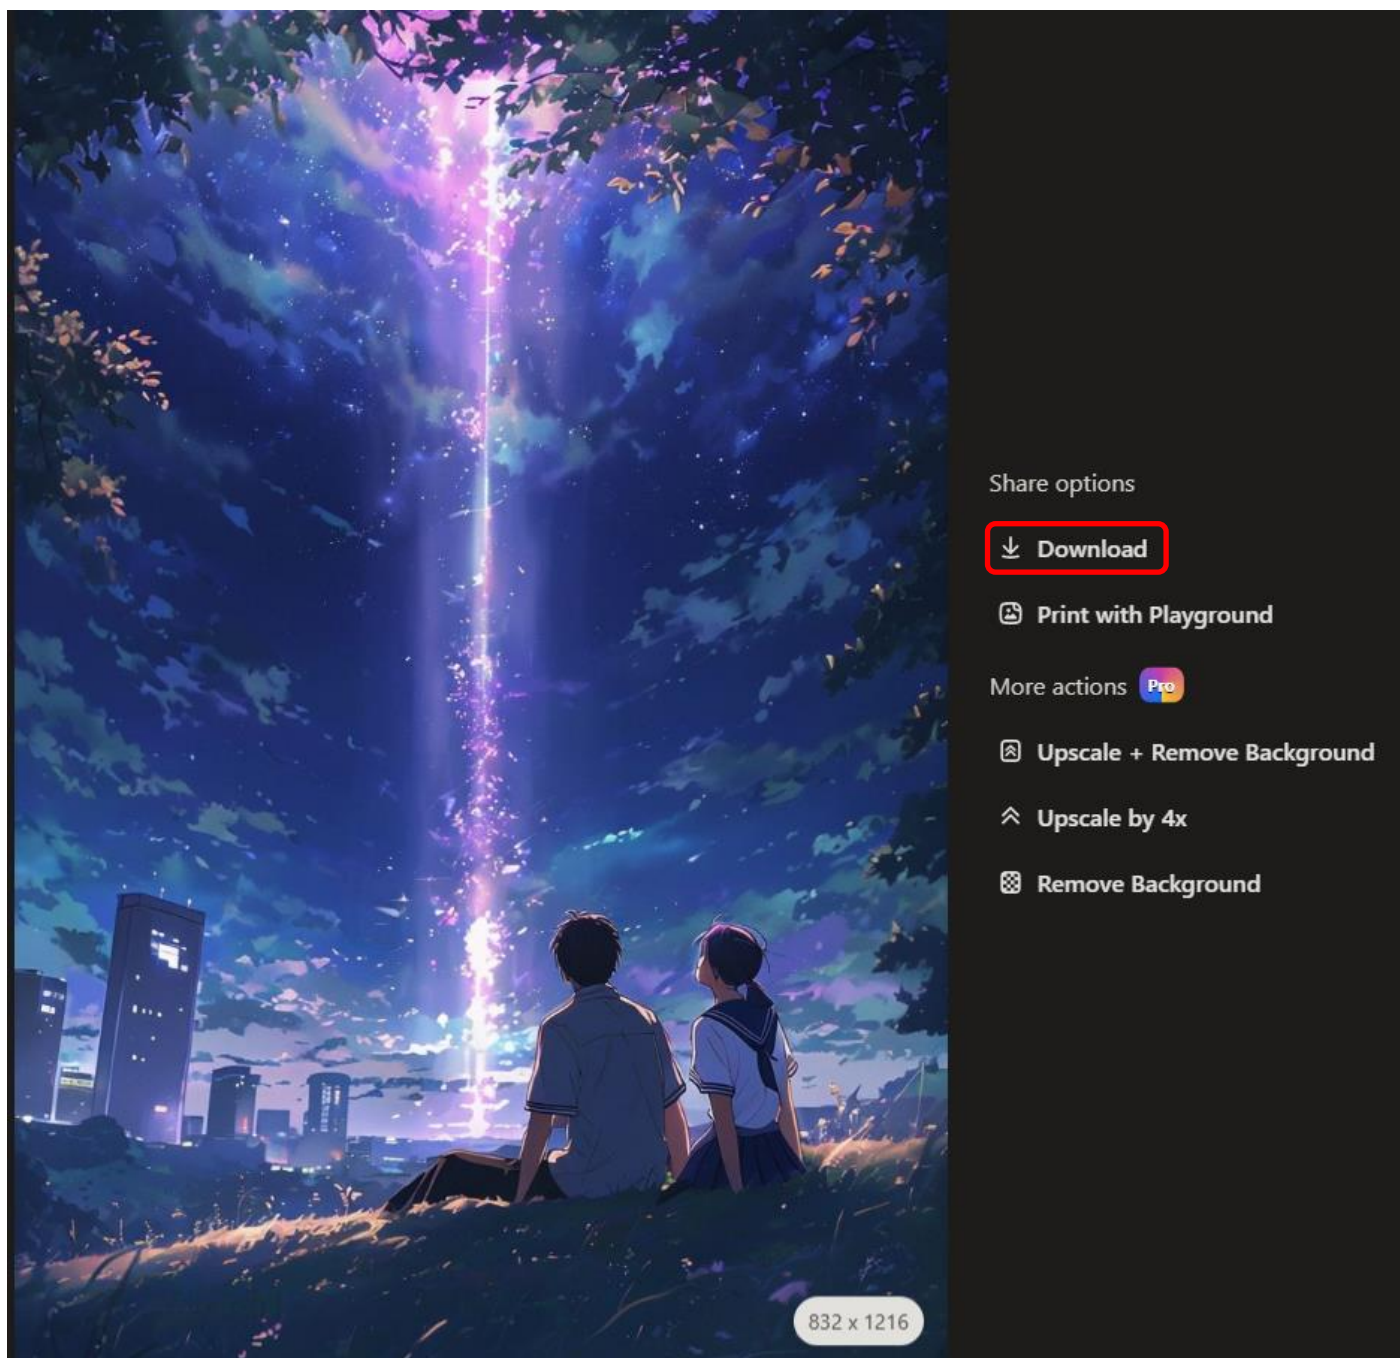 Share options
Download
Print with Playground
More actions Pro
Upscale + Remove Background
Upscale by 4x
Remove Background
832 x 1216